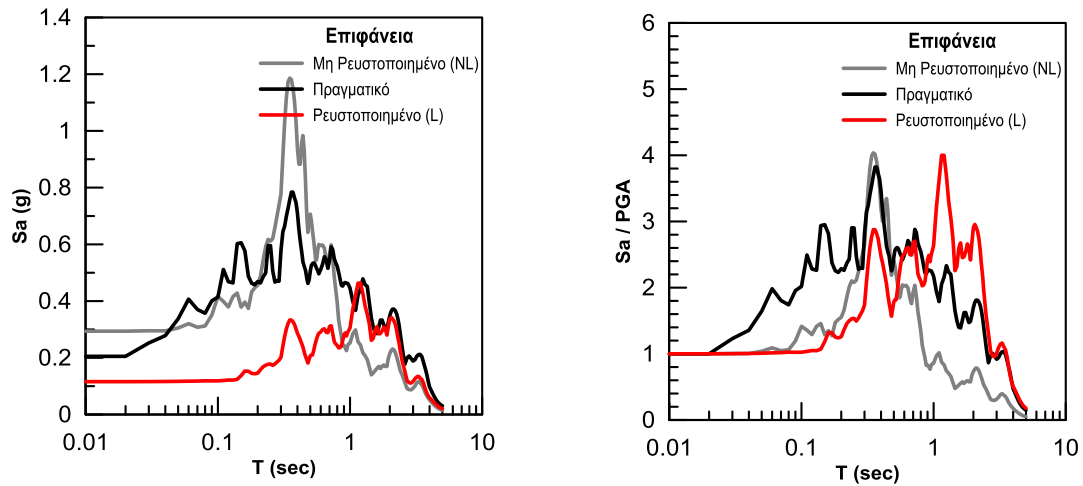 1.4
1.2
1
0.8
0.6
0.4
0.2
0
Sa (g)
0.01
0.1
1
10
T (sec)
Επιφάνεια
Μη Ρευστοποιημένο (NL)
Πραγματικό
Ρευστοποιημένο (L)
6
5
4
3
2
1
0
Sa / PGA
0.01
0.1
1
10
T (sec)
Επιφάνεια
Μη Ρευστοποιημένο (NL)
Πραγματικό
Ρευστοποιημένο (L)